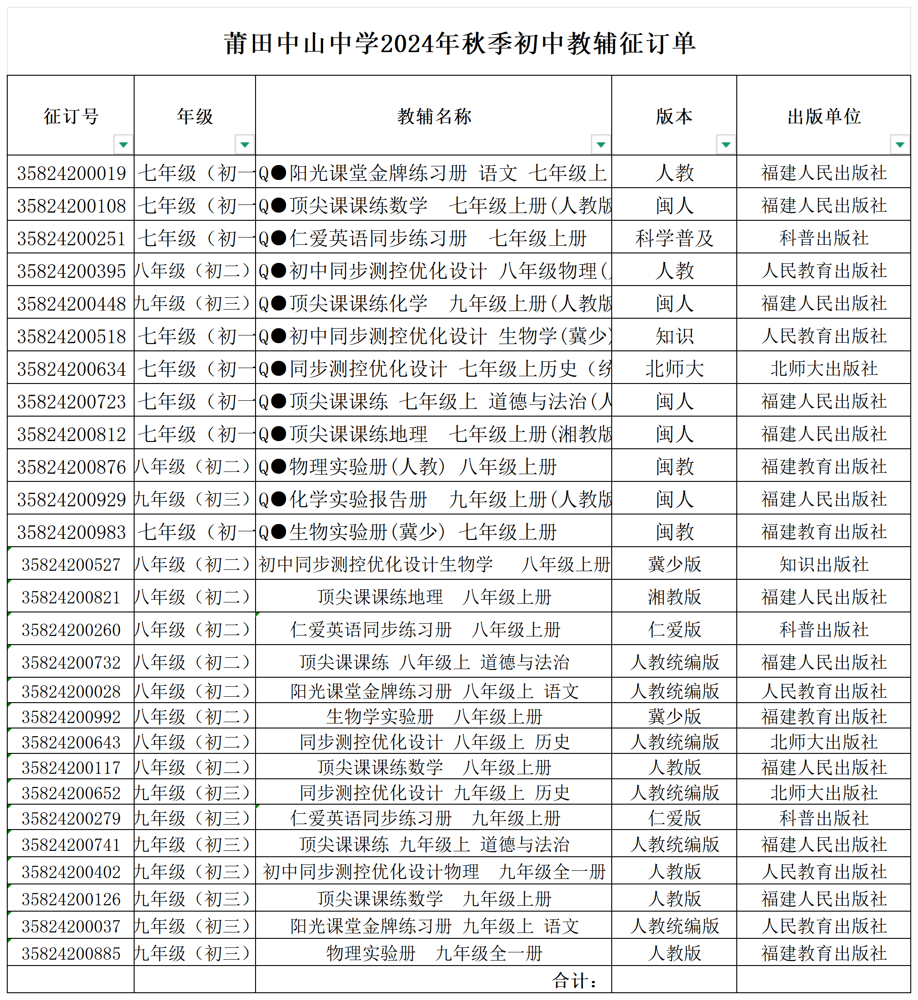 莆田中山中学2024年秋季初中教辅征订单
征订号 年级 教辅名称 版本 出版单位
35824200019 七年级（初一 Q●阳光课堂金牌练习册 语文 七年级上 人教 福建人民出版社
35824200108 七年级（初一 Q●顶尖课课练数学 七年级上册(人教版 闽人 福建人民出版社
35824200251 七年级（初一 Q●仁爱英语同步练习册 七年级上册 科学普及 科普出版社
35824200395 八年级（初二） Q●初中同步测控优化设计 八年级物理( 人教 人民教育出版社
35824200448 九年级（初三） Q●顶尖课课练化学 九年级上册(人教版 闽人 福建人民出版社
35824200518 七年级（初一 Q●初中同步测控优化设计 生物学(冀少) 知识 人民教育出版社
35824200634 七年级（初一 Q●同步测控优化设计 七年级上历史（统 北师大 北师大出版社
35824200723 七年级（初一 Q●顶尖课课练 七年级上 道德与法治(人 闽人 福建人民出版社
35824200812 七年级（初一 Q●顶尖课课练地理 七年级上册(湘教版 闽人 福建人民出版社
35824200876 八年级（初二） Q●物理实验册(人教) 八年级上册 闽教 福建教育出版社
35824200929 九年级（初三） Q●化学实验报告册 九年级上册(人教版 闽人 福建人民出版社
35824200983 七年级（初一 Q●生物实验册(冀少) 七年级上册 闽教 福建教育出版社
35824200527 八年级（初二） 初中同步测控优化设计生物学 八年级上册 冀少版 知识出版社
35824200821 八年级（初二） 顶尖课课练地理 八年级上册 湘教版 福建人民出版社
35824200260 八年级（初二） 仁爱英语同步练习册 八年级上册 仁爱版 科普出版社
35824200732 八年级（初二） 顶尖课课练 八年级上 道德与法治 人教统编版 福建人民出版社
35824200028 八年级（初二） 阳光课堂金牌练习册 八年级上 语文 人教统编版 人民教育出版社
35824200992 八年级（初二） 生物学实验册 八年级上册 冀少版 福建教育出版社
35824200643 八年级（初二） 同步测控优化设计 八年级上 历史 人教统编版 北师大出版社
35824200117 八年级（初二） 顶尖课课练数学 八年级上册 人教版 福建人民出版社
35824200652 九年级（初三） 同步测控优化设计 九年级上 历史 人教统编版 北师大出版社
35824200279 九年级（初三） 仁爱英语同步练习册 九年级上册 仁爱版 科普出版社
35824200741 九年级（初三） 顶尖课课练 九年级上 道德与法治 人教统编版 福建人民出版社
35824200402 九年级（初三） 初中同步测控优化设计物理 九年级全一册 人教版 人民教育出版社
35824200126 九年级（初三） 顶尖课课练数学 九年级上册 人教版 福建人民出版社
35824200037 九年级（初三） 阳光课堂金牌练习册 九年级上 语文 人教统编版 人民教育出版社
35824200885 九年级（初三） 物理实验册 九年级全一册 人教版 福建教育出版社
合计：